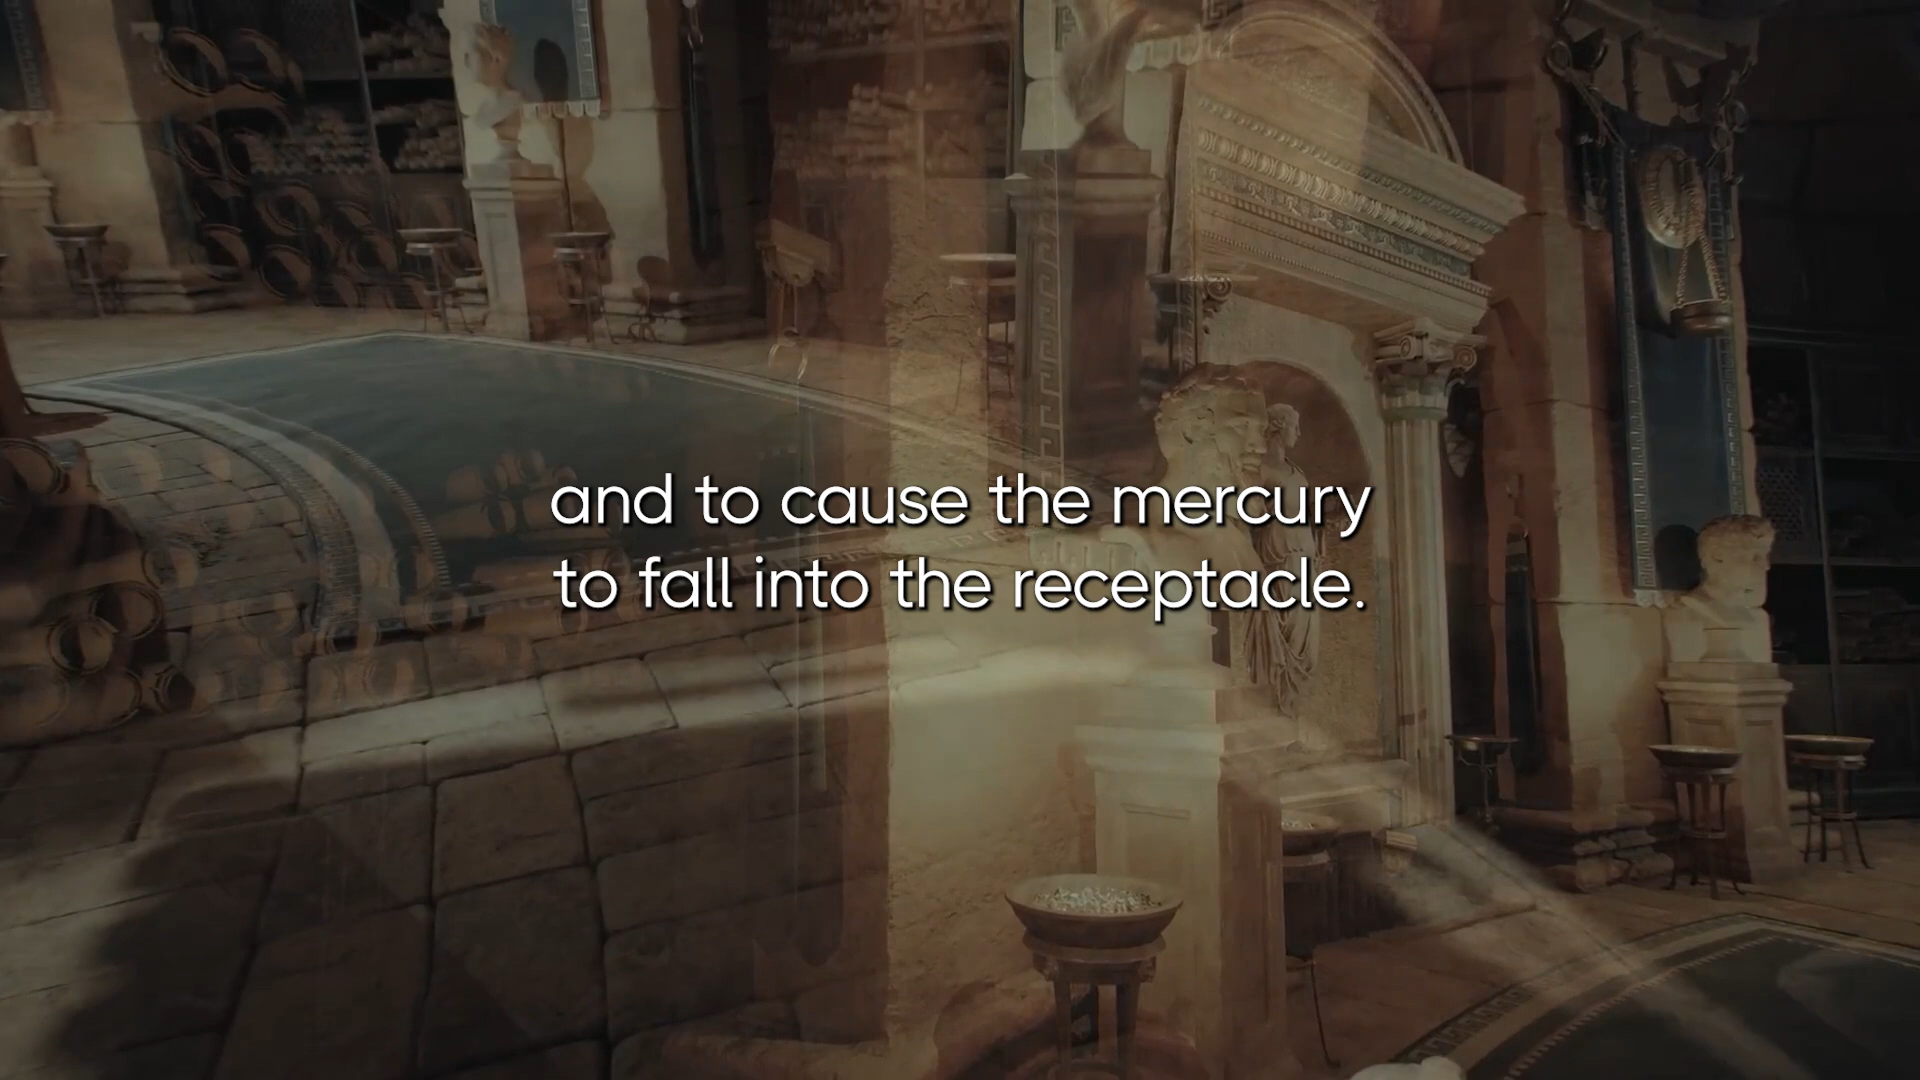 and to cause the mercury
to fall into the receptacle.